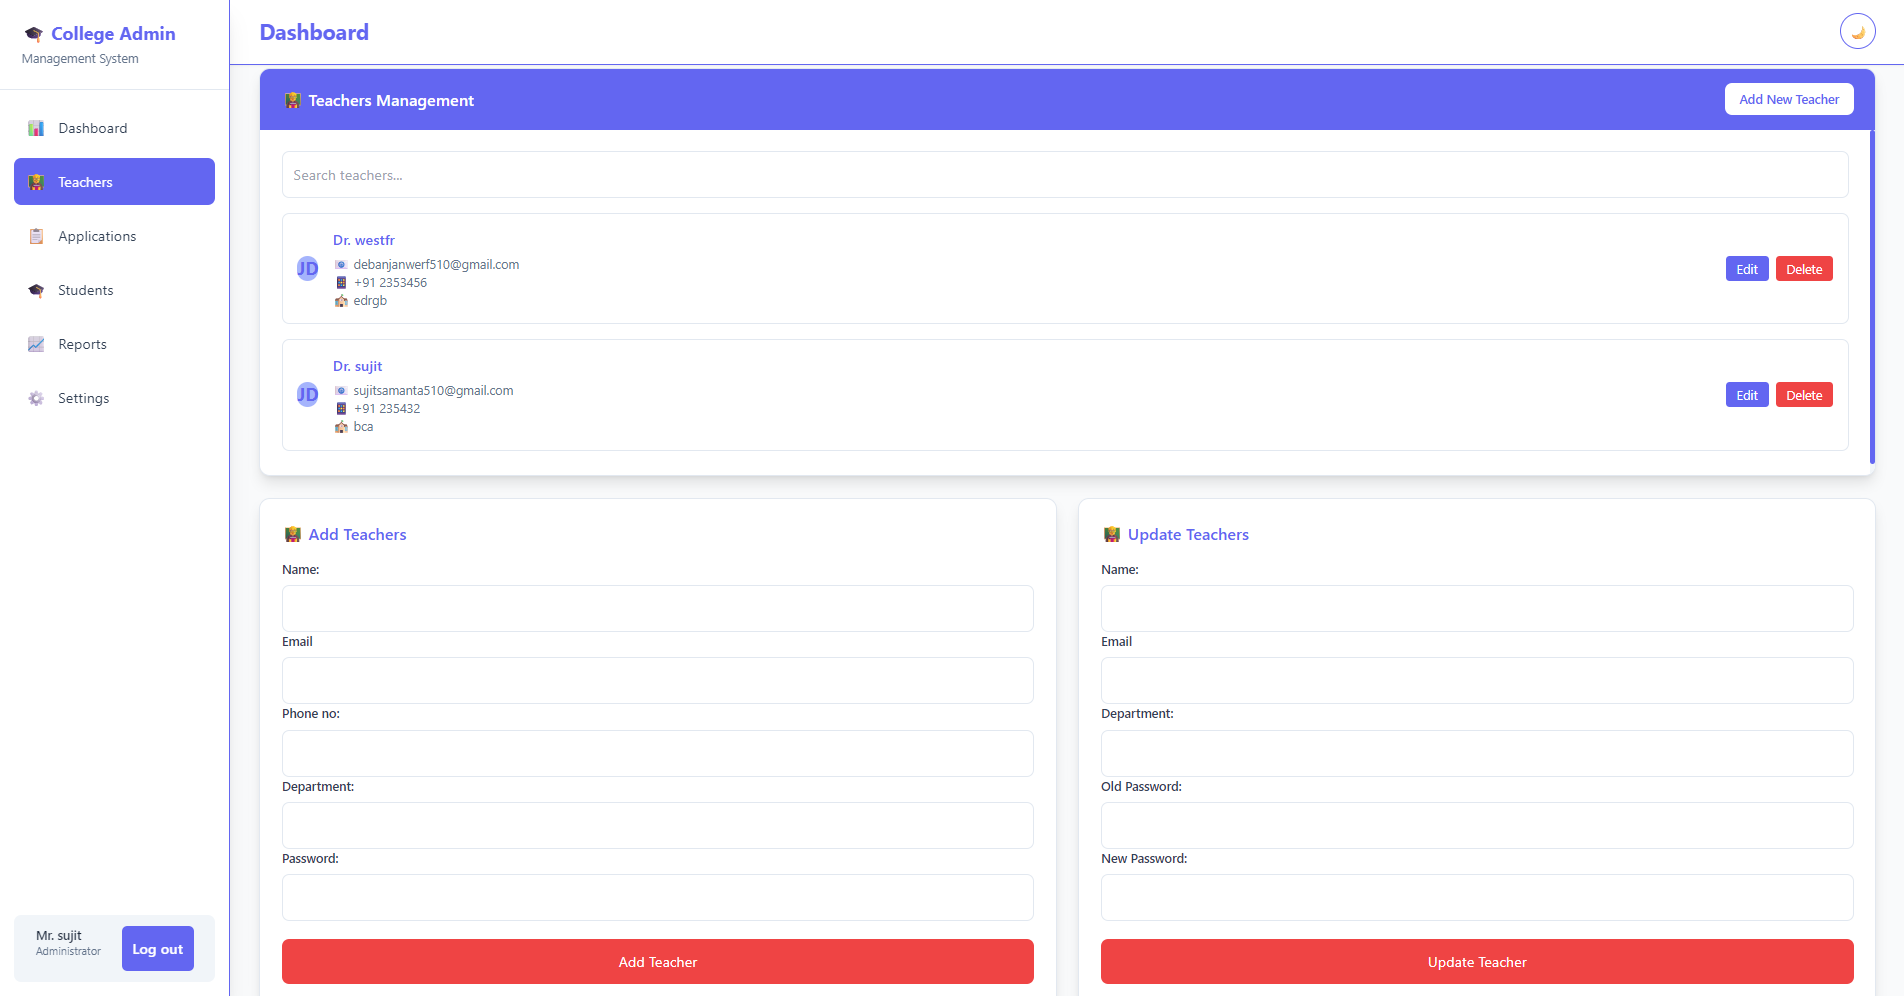 College Admin
Management System
Dashboard
Teachers
Applications
Students
Reports
Settings
Mr. sujit
Administrator
Log out
Dashboard
Teachers Management
Add New Teacher
Search teachers...
JD
Dr. westfr
debanjanwerf510@gmail.com
+91 2353456
edrgb
Edit
Delete
JD
Dr. sujit
sujitsamanta510@gmail.com
+91 235432
bca
Edit
Delete
Add Teachers
Name:
Email
Phone no:
Department:
Password:
Add Teacher
Update Teachers
Name:
Email
Department:
Old Password:
New Password:
Update Teacher